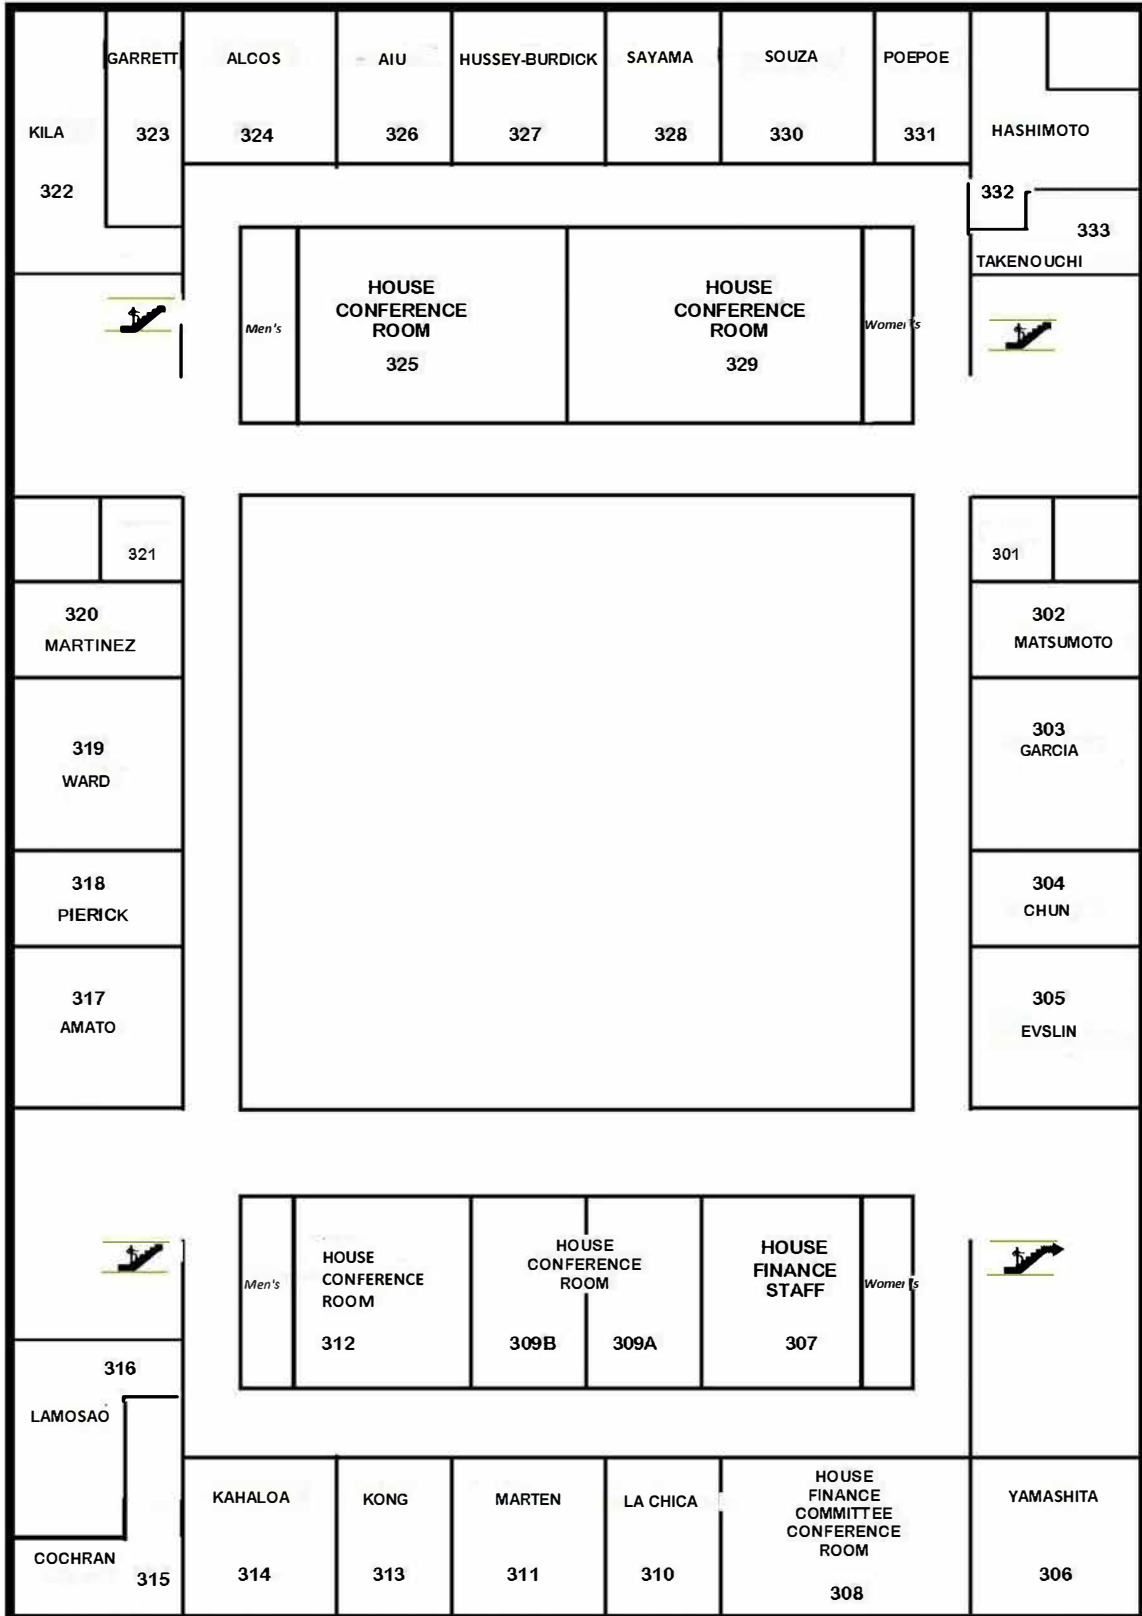 GARRETT
ALCOS
AIU
HUSSEY-BURDICK
SAYAMA
SOUZA
POEPOE
KILA
323
324
326
327
328
330
331
HASHIMOTO
322
332
333
TAKENOUCHI
Men's
HOUSE
CONFERENCE
ROOM
325
HOUSE
CONFERENCE
ROOM
329
Women's
321
301
320
MARTINEZ
302
MATSUMOTO
319
WARD
303
GARCIA
318
PIERICK
304
CHUN
317
AMATO
305
EVSLIN
Men's
HOUSE
CONFERENCE
ROOM
312
HOUSE
CONFERENCE
ROOM
309B
309A
HOUSE
FINANCE
STAFF
307
Women's
316
LAMOSAO
KAHALOA
KONG
MARTEN
LA CHICA
HOUSE
FINANCE
COMMITTEE
CONFERENCE
ROOM
YAMASHITA
COCHRAN
315
314
313
311
310
308
306